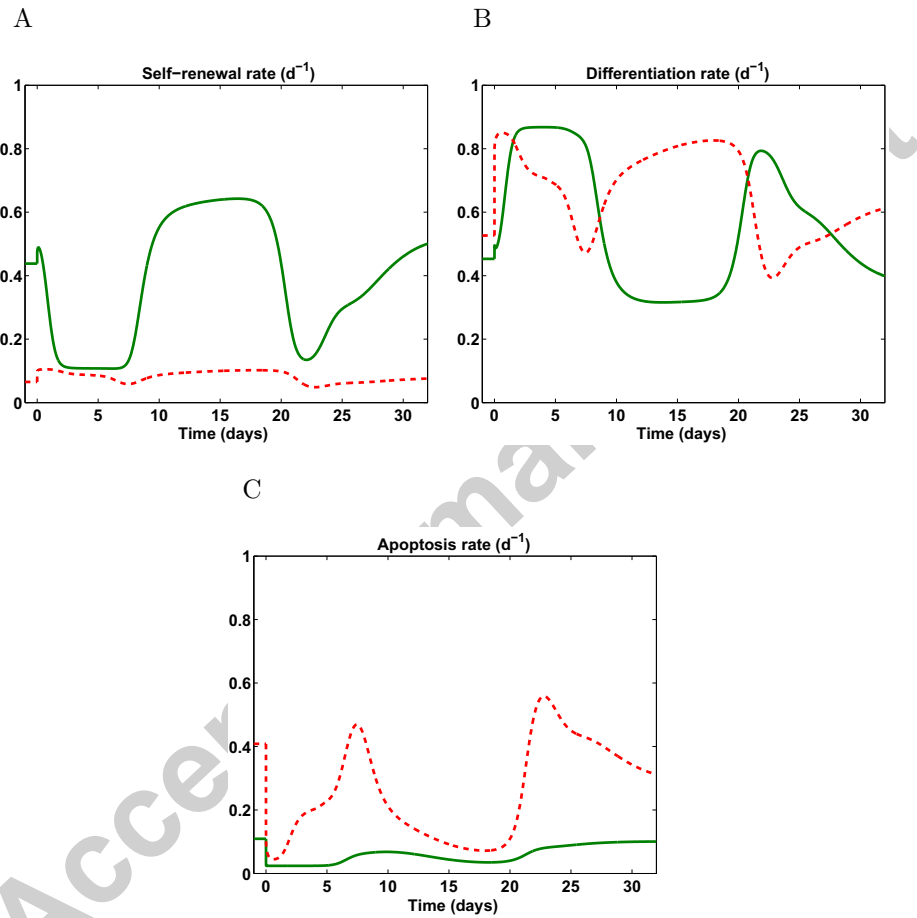 A
B
Self−renewal rate (d−1)
Differentiation rate (d−1)
1
0.8
0.6
0.4
0.2
0
0 5 10 15 20 25 30
Time (days)
1
0.8
0.6
0.4
0.2
0
0 5 10 15 20 25 30
Time (days)
C
Apoptosis rate (d−1)
1
0.8
0.6
0.4
0.2
0
0 5 10 15 20 25 30
Time (days)